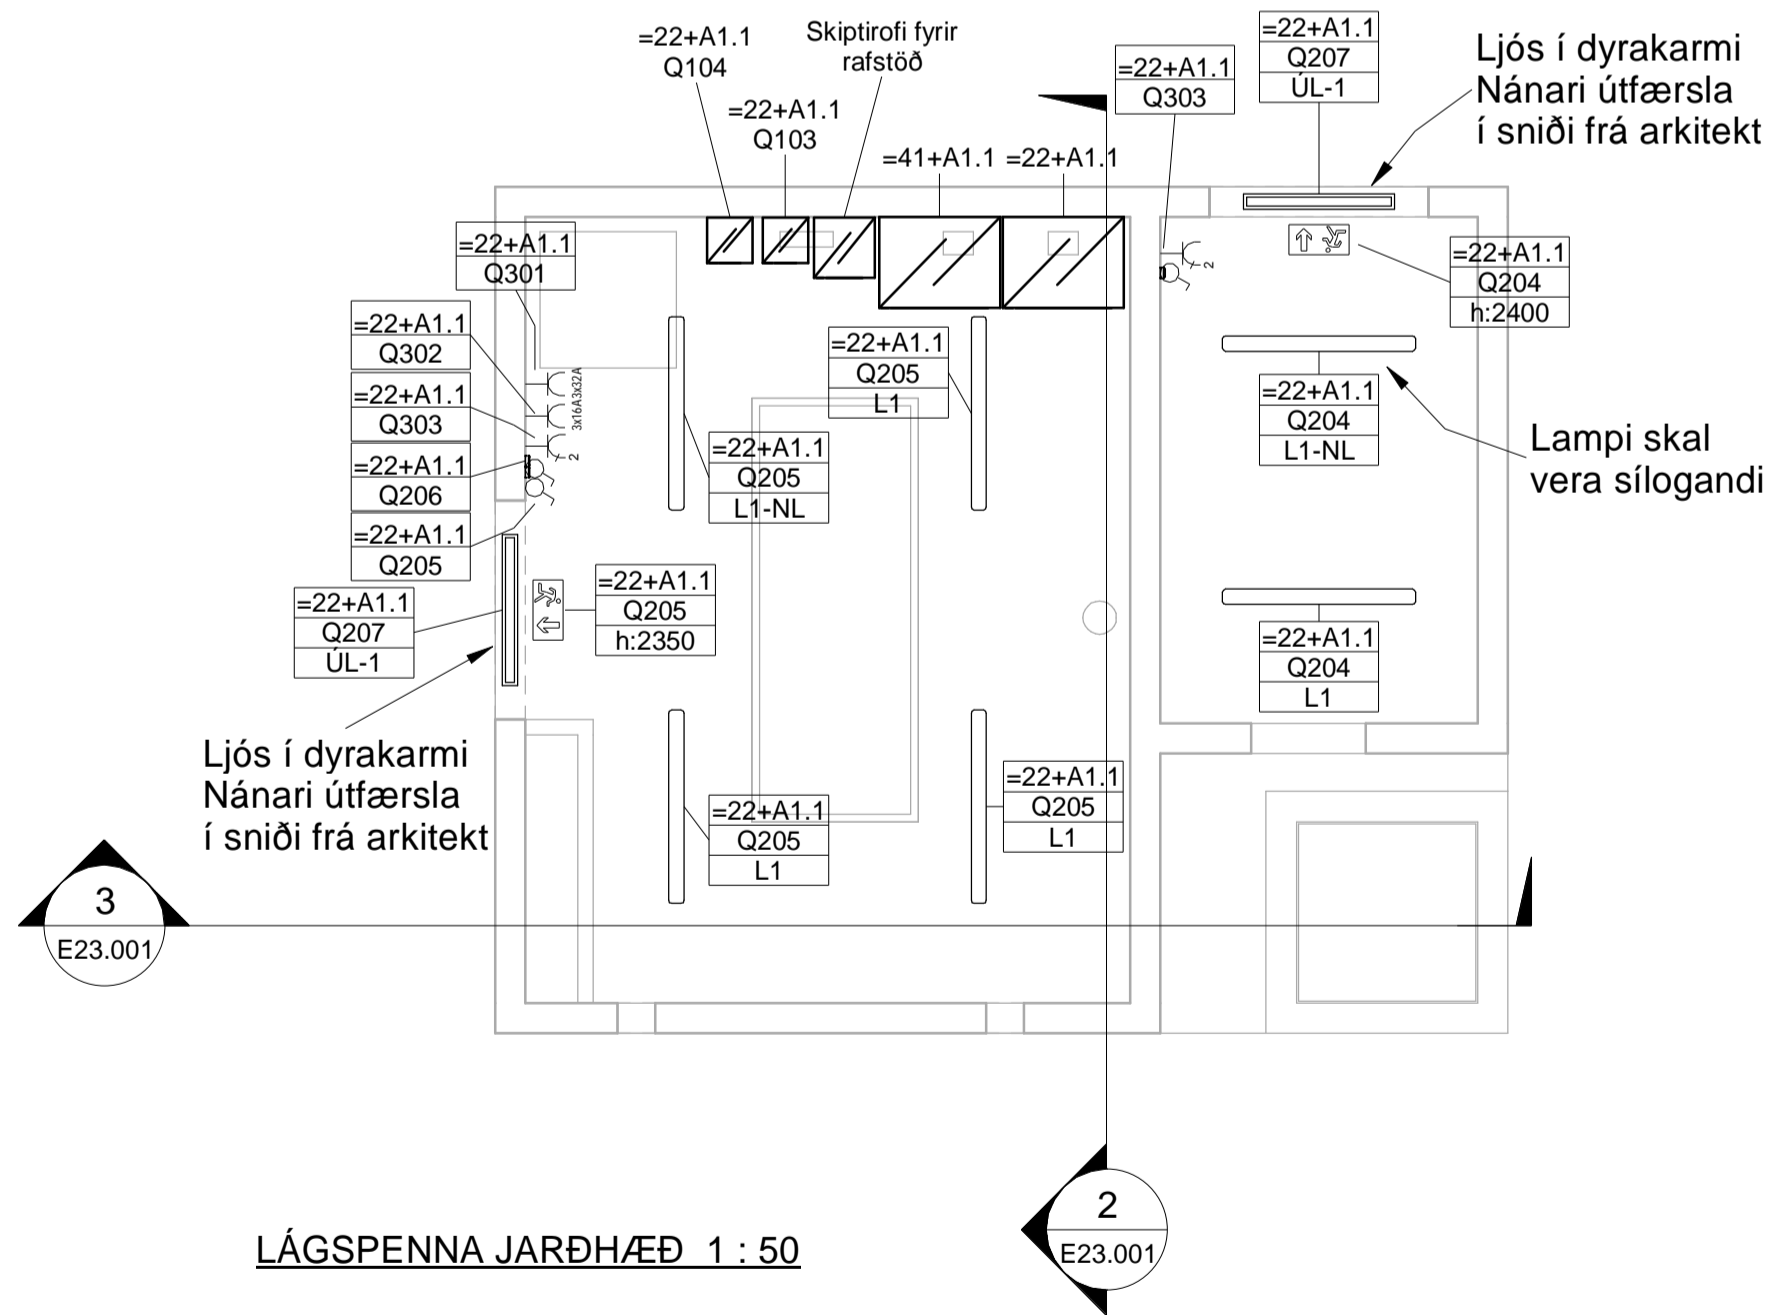 =22+A1.1
Q104
Skiptirofi fyrir
rafstöð
=22+A1.1
Q103
=41+A1.1
=22+A1.1
=22+A1.1
Q303
=22+A1.1
Q207
ÚL-1
Ljós í dyrakarmi
Nánari útfærsla
í sniði frá arkitekt
=22+A1.1
Q301
=22+A1.1
Q302
=22+A1.1
Q303
=22+A1.1
Q206
=22+A1.1
Q205
3x16A
3x32A
2
2
=22+A1.1
Q204
h:2400
=22+A1.1
Q205
L1
=22+A1.1
Q205
L1-NL
=22+A1.1
Q204
L1-NL
Lampi skal
vera sílogandi
=22+A1.1
Q207
ÚL-1
=22+A1.1
Q205
h:2350
=22+A1.1
Q204
L1
Ljós í dyrakarmi
Nánari útfærsla
í sniði frá arkitekt
=22+A1.1
Q205
L1
=22+A1.1
Q205
L1
3
E23.001
2
E23.001
LÁGSPENNA JARÐHÆÐ 1 : 50